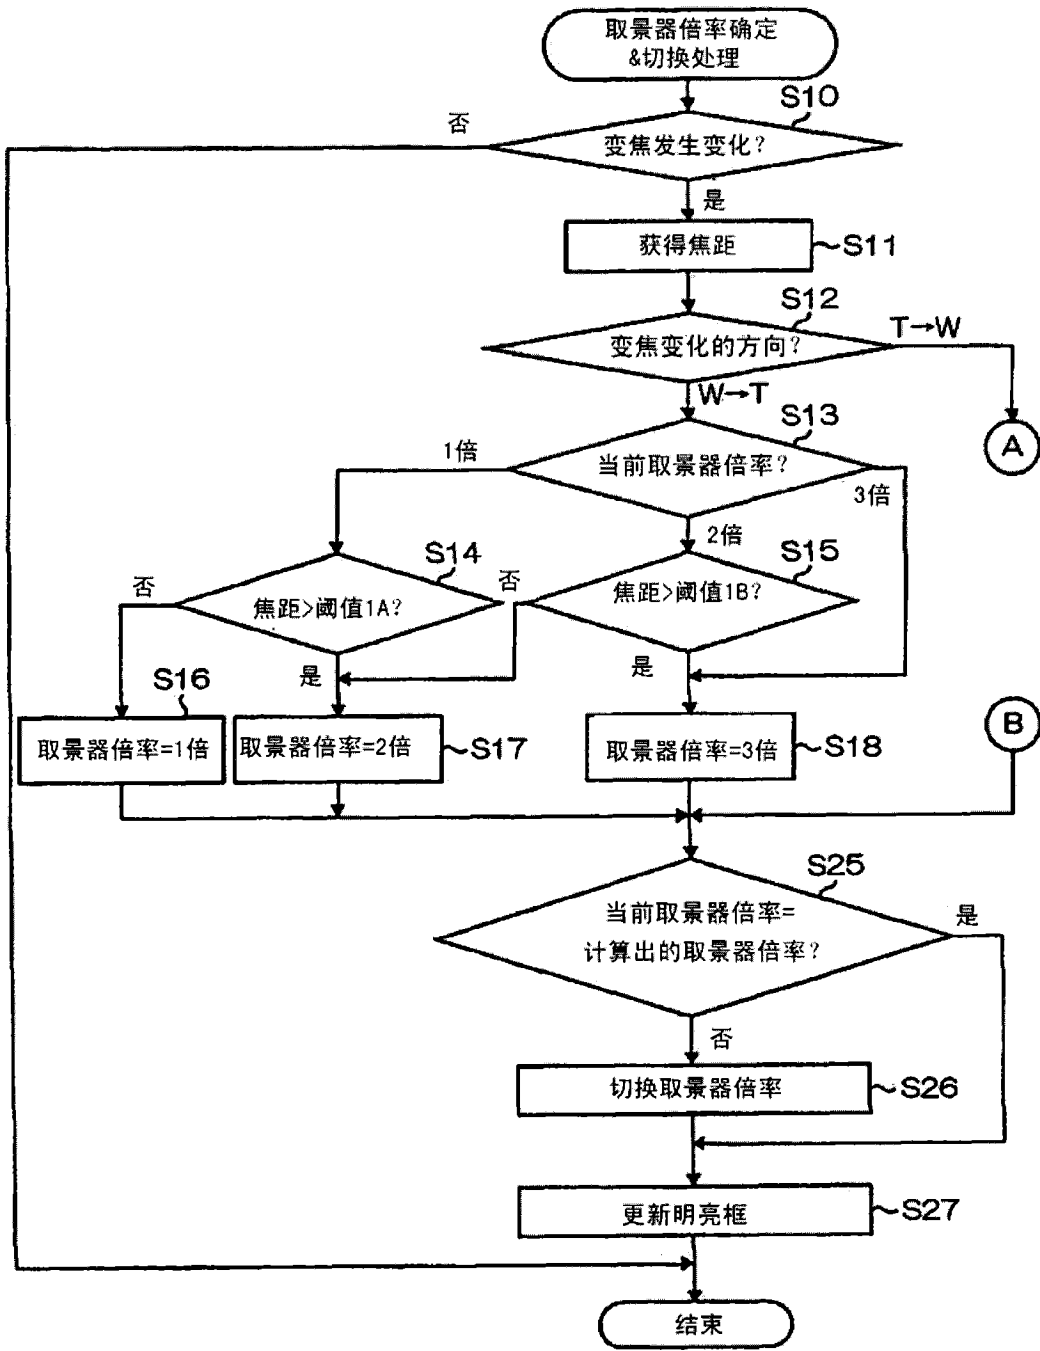 取景器倍率确定
&切换处理
S10
否
变焦发生变化?
是
获得焦距
S11
S12
T→W
变焦变化的方向?
W→T
S13
A
1倍
当前取景器倍率?
3倍
2倍
S14
S15
否
否
焦距>阈值1A?
焦距>阈值1B?
是
是
S16
B
取景器倍率=1倍
取景器倍率=2倍
S17
取景器倍率=3倍
S18
S25
当前取景器倍率=
计算出的取景器倍率?
是
否
切换取景器倍率
S26
更新明亮框
S27
结束